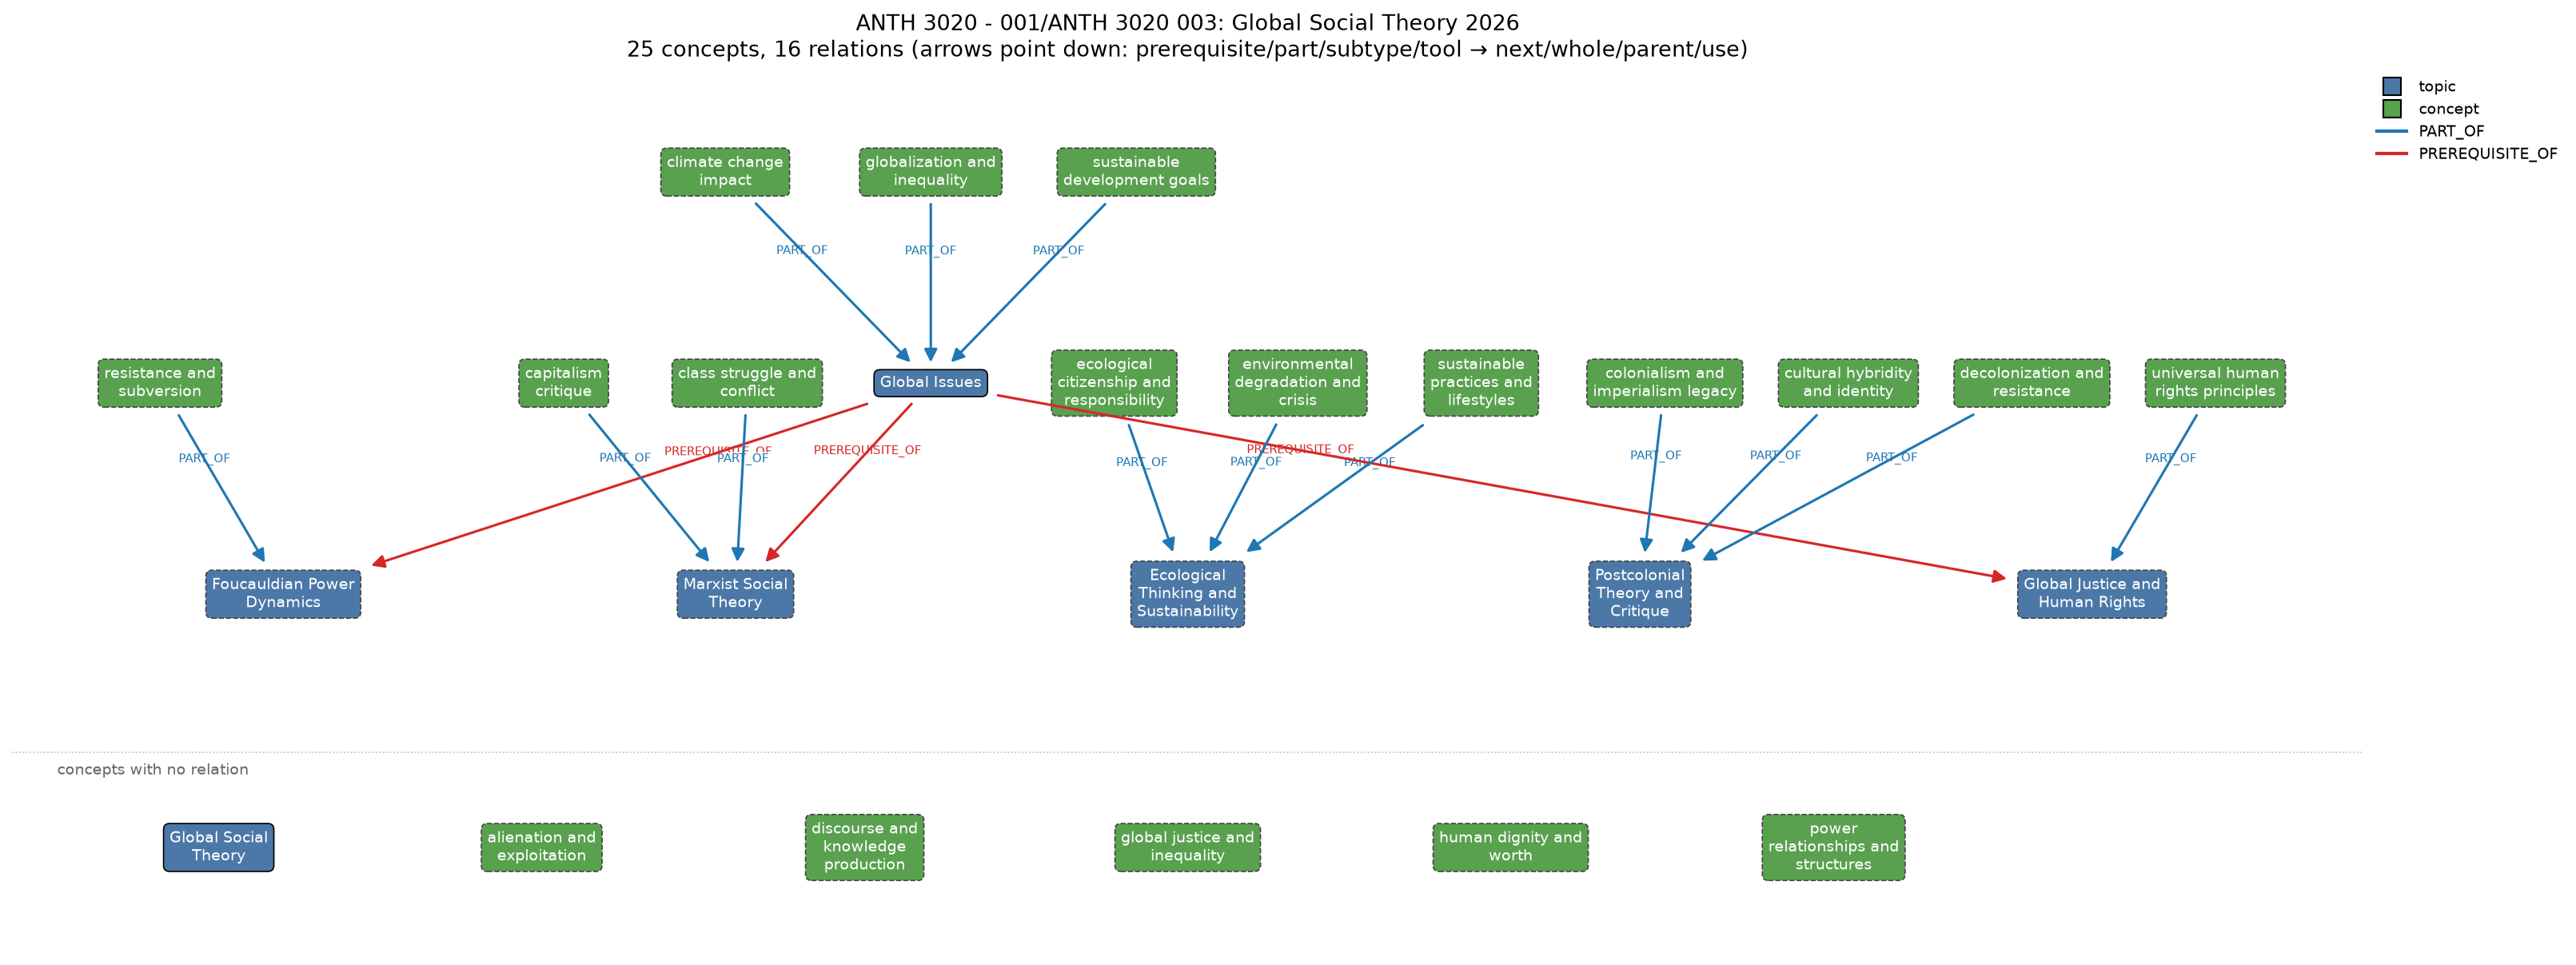 ANTH 3020 - 001/ANTH 3020 003: Global Social Theory 2026
25 concepts, 16 relations (arrows point down: prerequisite/part/subtype/tool → next/whole/parent/use)
topic
concept
PART_OF
PREREQUISITE_OF
climate change
impact
globalization and
inequality
sustainable
development goals
PART_OF
PART_OF
PART_OF
resistance and
subversion
capitalism
critique
class struggle and
conflict
Global Issues
ecological
citizenship and
responsibility
environmental
degradation and
crisis
sustainable
practices and
lifestyles
colonialism and
imperialism legacy
cultural hybridity
and identity
decolonization and
resistance
universal human
rights principles
PART_OF
PART_OF
PREREQUISITE_OF
PART_OF
PREREQUISITE_OF
PART_OF
PART_OF
PREREQUISITE_OF
PART_OF
PART_OF
PART_OF
PART_OF
PART_OF
Foucauldian Power
Dynamics
Marxist Social
Theory
Ecological
Thinking and
Sustainability
Postcolonial
Theory and
Critique
Global Justice and
Human Rights
concepts with no relation
Global Social
Theory
alienation and
exploitation
discourse and
knowledge
production
global justice and
inequality
human dignity and
worth
power
relationships and
structures